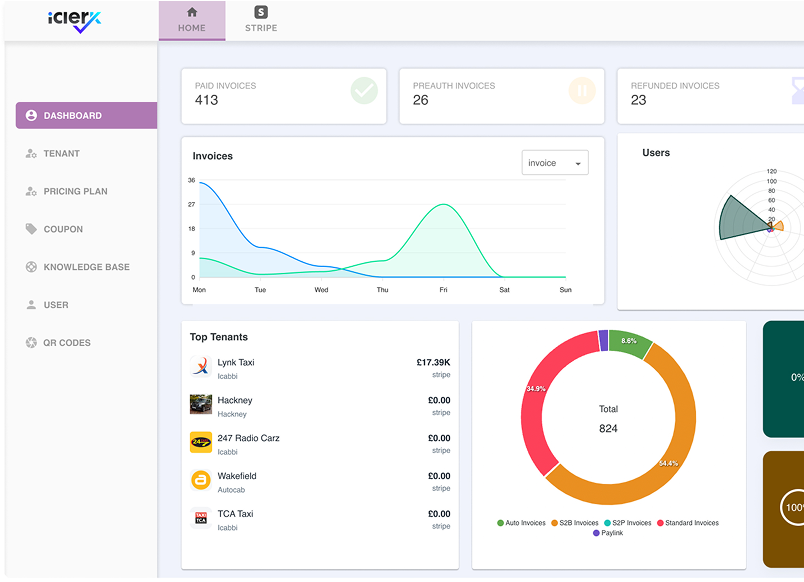 iclerx
HOME
S
STRIPE
DASHBOARD
TENANT
PRICING PLAN
COUPON
KNOWLEDGE BASE
USER
QR CODES
PAID INVOICES
413
PREAUTH INVOICES
26
REFUNDED INVOICES
23
Invoices
invoice
36
27
18
9
0
Mon Tue Wed Thu Fri Sat Sun
Users
120
100
80
60
40
20
Top Tenants
Lynk Taxi £17.39K
Icabbi stripe
Hackney £0.00
Hackney stripe
247 Radio Carz £0.00
Icabbi stripe
Wakefield £0.00
Autocab stripe
TCA Taxi £0.00
Icabbi stripe
8.6%
34.9%
Total
824
54.4%
Auto Invoices S2B Invoices S2P Invoices Standard Invoices
Paylink
0%
100%